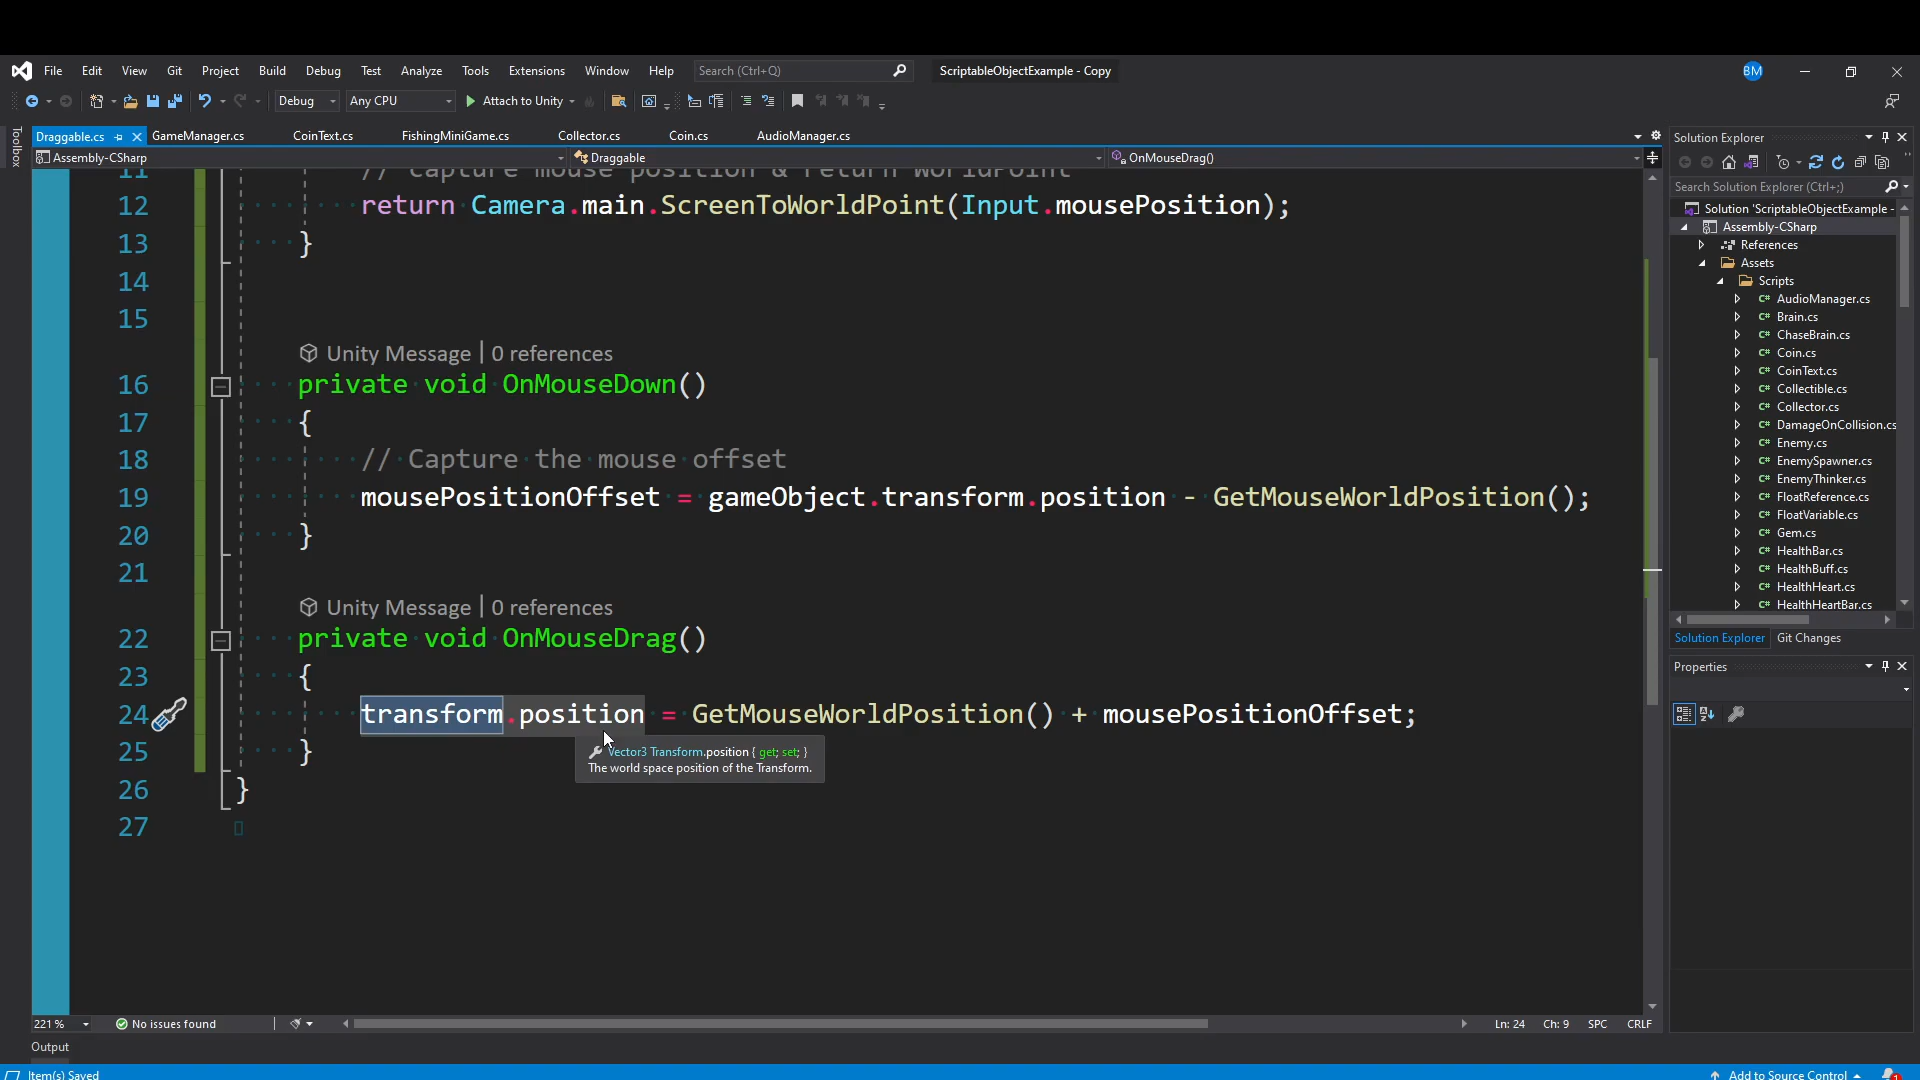 File Edit View Git Project Build Debug Test Analyze Tools Extensions Window Help Search (Ctrl+Q) ScriptableObjectExample - Copy BM
Debug Any CPU Attach to Unity
Toolbox
Draggable.cs GameManager.cs CoinText.cs FishingMiniGame.cs Collector.cs Coin.cs AudioManager.cs
Assembly-CSharp Draggable OnMouseDrag()
11 // Capture mouse position & return WorldPoint
12 return Camera.main.ScreenToWorldPoint(Input.mousePosition);
13 }
14
15
Unity Message | 0 references
16 private void OnMouseDown()
17 {
18 // Capture the mouse offset
19 mousePositionOffset = gameObject.transform.position - GetMouseWorldPosition();
20 }
21
Unity Message | 0 references
22 private void OnMouseDrag()
23 {
24 transform.position = GetMouseWorldPosition() + mousePositionOffset;
25 }
Vector3 Transform.position { get; set; }
The world space position of the Transform.
26 }
27
221 % No issues found Ln: 24 Ch: 9 SPC CRLF
Output
Item(s) Saved
Solution Explorer
Search Solution Explorer (Ctrl+;)
Solution 'ScriptableObjectExample -
Assembly-CSharp
References
Assets
Scripts
C# AudioManager.cs
C# Brain.cs
C# ChaseBrain.cs
C# Coin.cs
C# CoinText.cs
C# Collectible.cs
C# Collector.cs
C# DamageOnCollision.cs
C# Enemy.cs
C# EnemySpawner.cs
C# EnemyThinker.cs
C# FloatReference.cs
C# FloatVariable.cs
C# Gem.cs
C# HealthBar.cs
C# HealthBuff.cs
C# HealthHeart.cs
C# HealthHeartBar.cs
Solution Explorer Git Changes
Properties
Add to Source Control 1